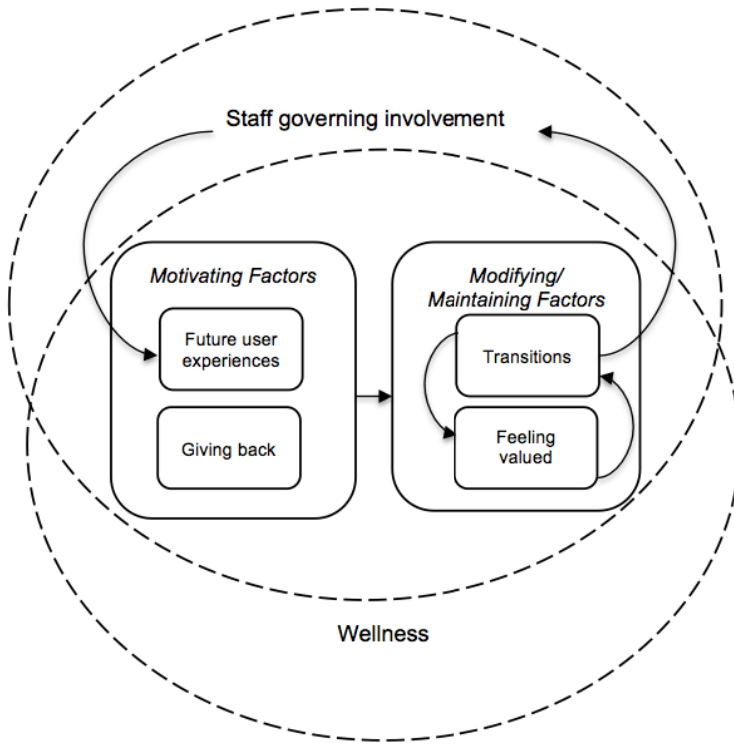 Staff governing involvement
Motivating Factors
Future user
experiences
Giving back
Modifying/
Maintaining Factors
Transitions
Feeling
valued
Wellness